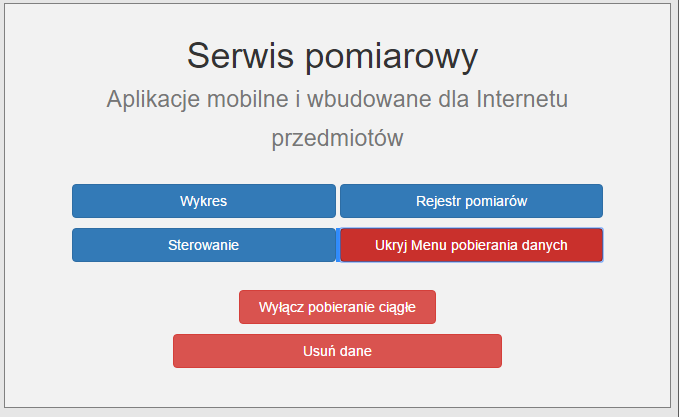 Serwis pomiarowy
Aplikacje mobilne i wbudowane dla Internetu
przedmiotów
Wykres
Rejestr pomiarów
Sterowanie
Ukryj Menu pobierania danych
Wyłącz pobieranie ciągłe
Usuń dane